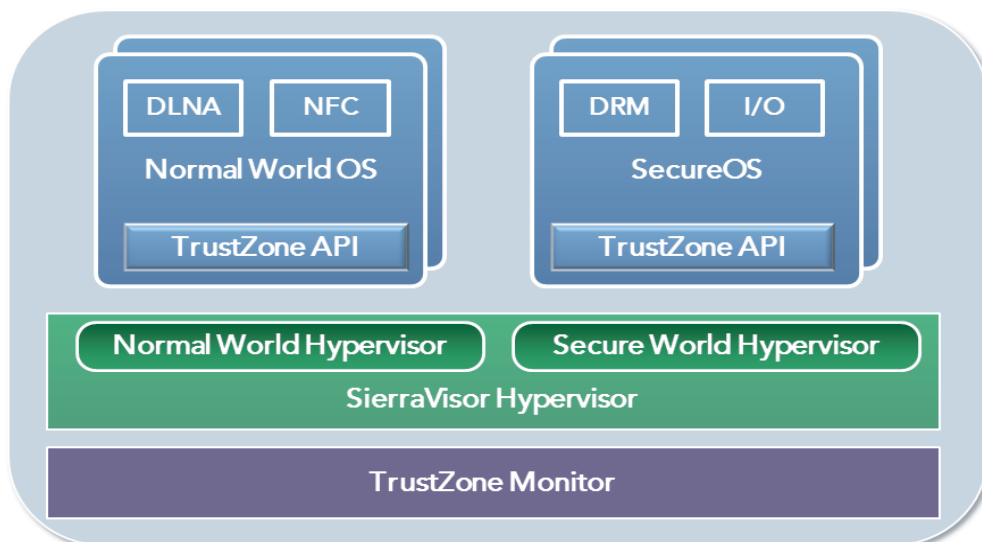 DLNA
NFC
Normal World OS
TrustZone API
DRM
I/O
SecureOS
TrustZone API
Normal World Hypervisor
Secure World Hypervisor
SierraVisor Hypervisor
TrustZone Monitor